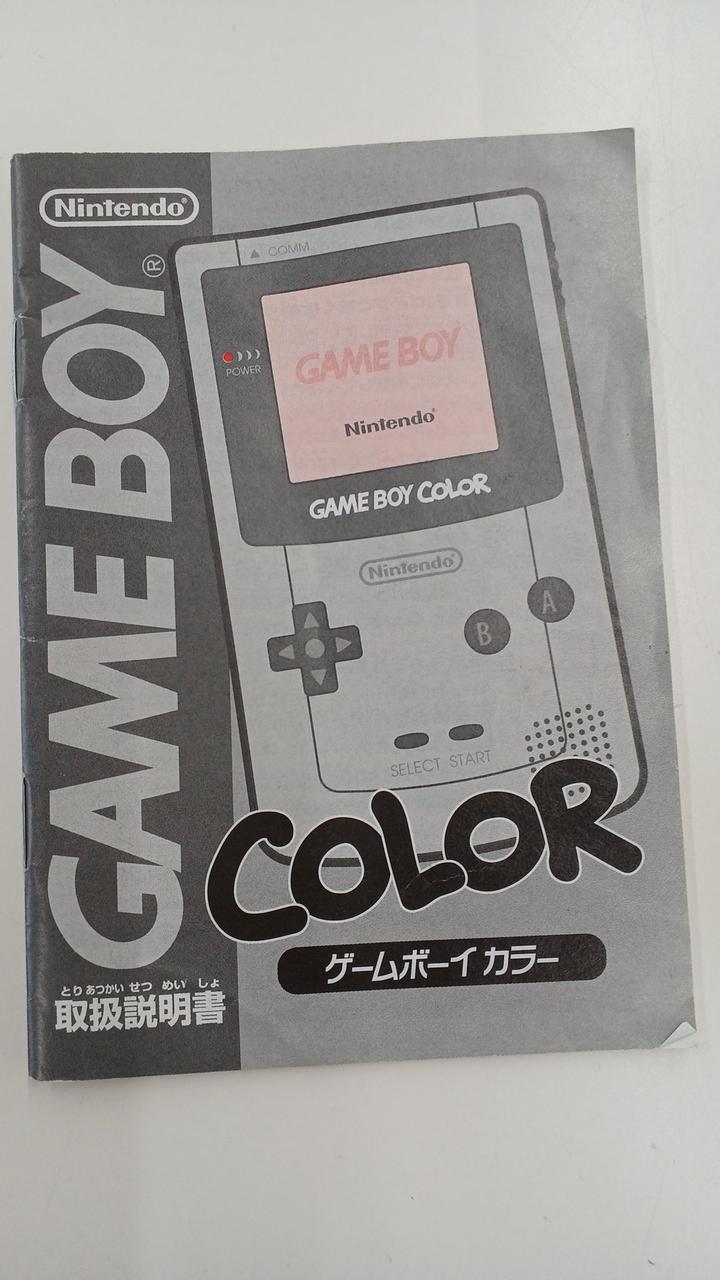 Nintendo®
GAME BOY®
▲ COMM.
POWER
GAME BOY
Nintendo®
GAME BOY COLOR
Nintendo®
B
A
SELECT START
COLOR
ゲームボーイ カラー
とりあつかい せつ めい しょ
取扱説明書